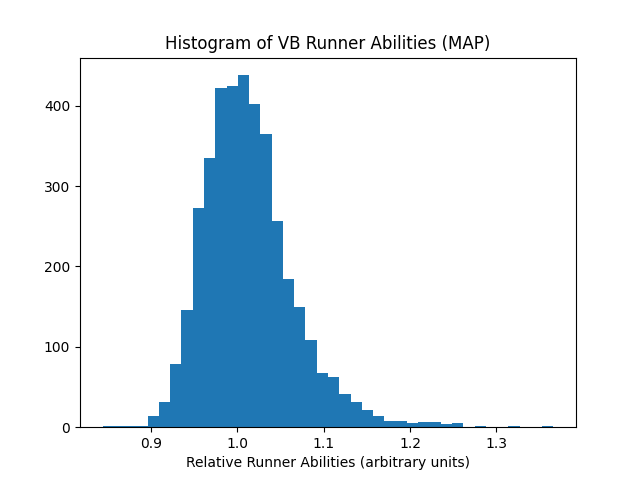 Histogram of VB Runner Abilities (MAP)
400
300
200
100
0
0.9 1.0 1.1 1.2 1.3
Relative Runner Abilities (arbitrary units)